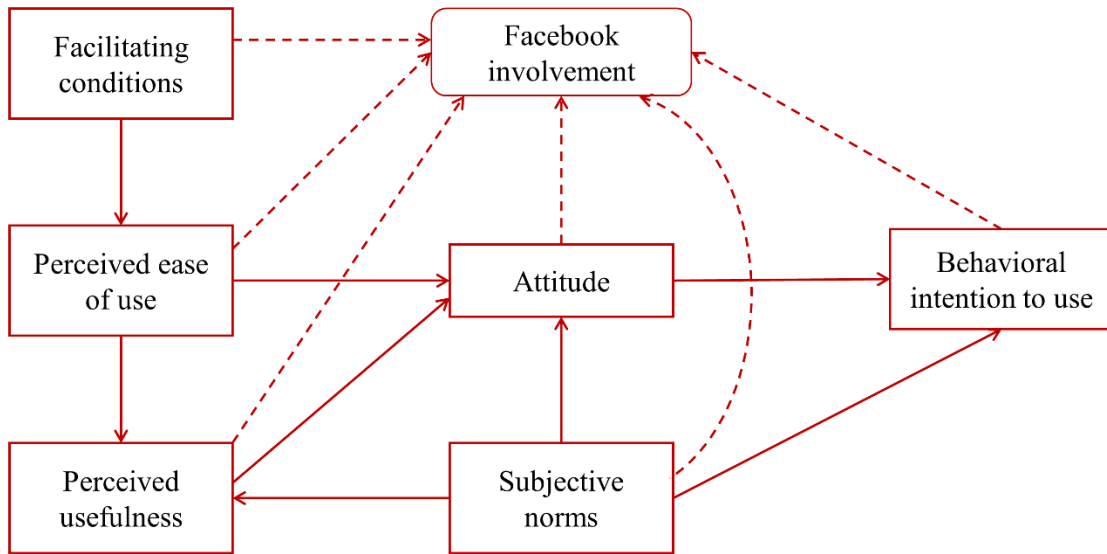 Facilitating
conditions
Facebook
involvement
Perceived ease
of use
Attitude
Behavioral
intention to use
Perceived
usefulness
Subjective
norms